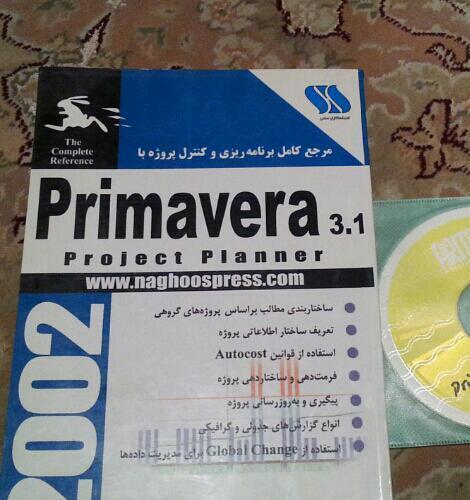 The
Complete
Reference
مرجع کامل برنامه ریزی و کنترل پروژه با
Primavera 3.1
Project Planner
www.naghoospress.com
2002
ساختاربندی مطالب براساس پروژه‌های گروهی
تعریف ساختار اطلاعاتی پروژه
استفاده از قوانین Autocost
فرمت‌دهی و ساختاردهی پروژه
پیگیری و به‌روزرسانی پروژه
انواع گزارش‌های جدولی و گرافیکی
استفاده از Global Change برای مدیریت داده‌ها